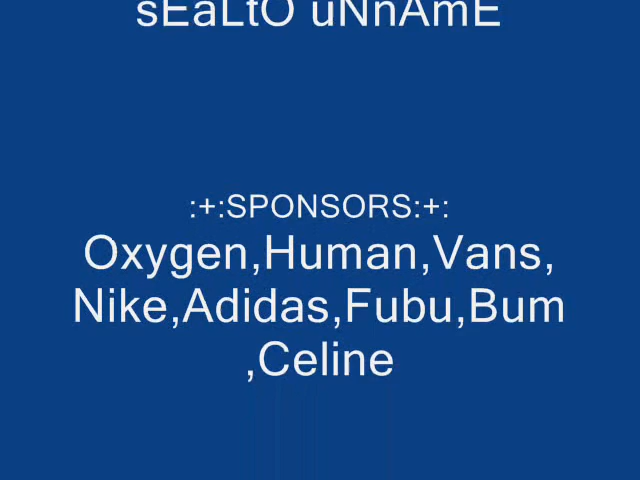 sEaLtO uNnAmE
:+:SPONSORS:+:
Oxygen,Human,Vans,
Nike,Adidas,Fubu,Bum
,Celine